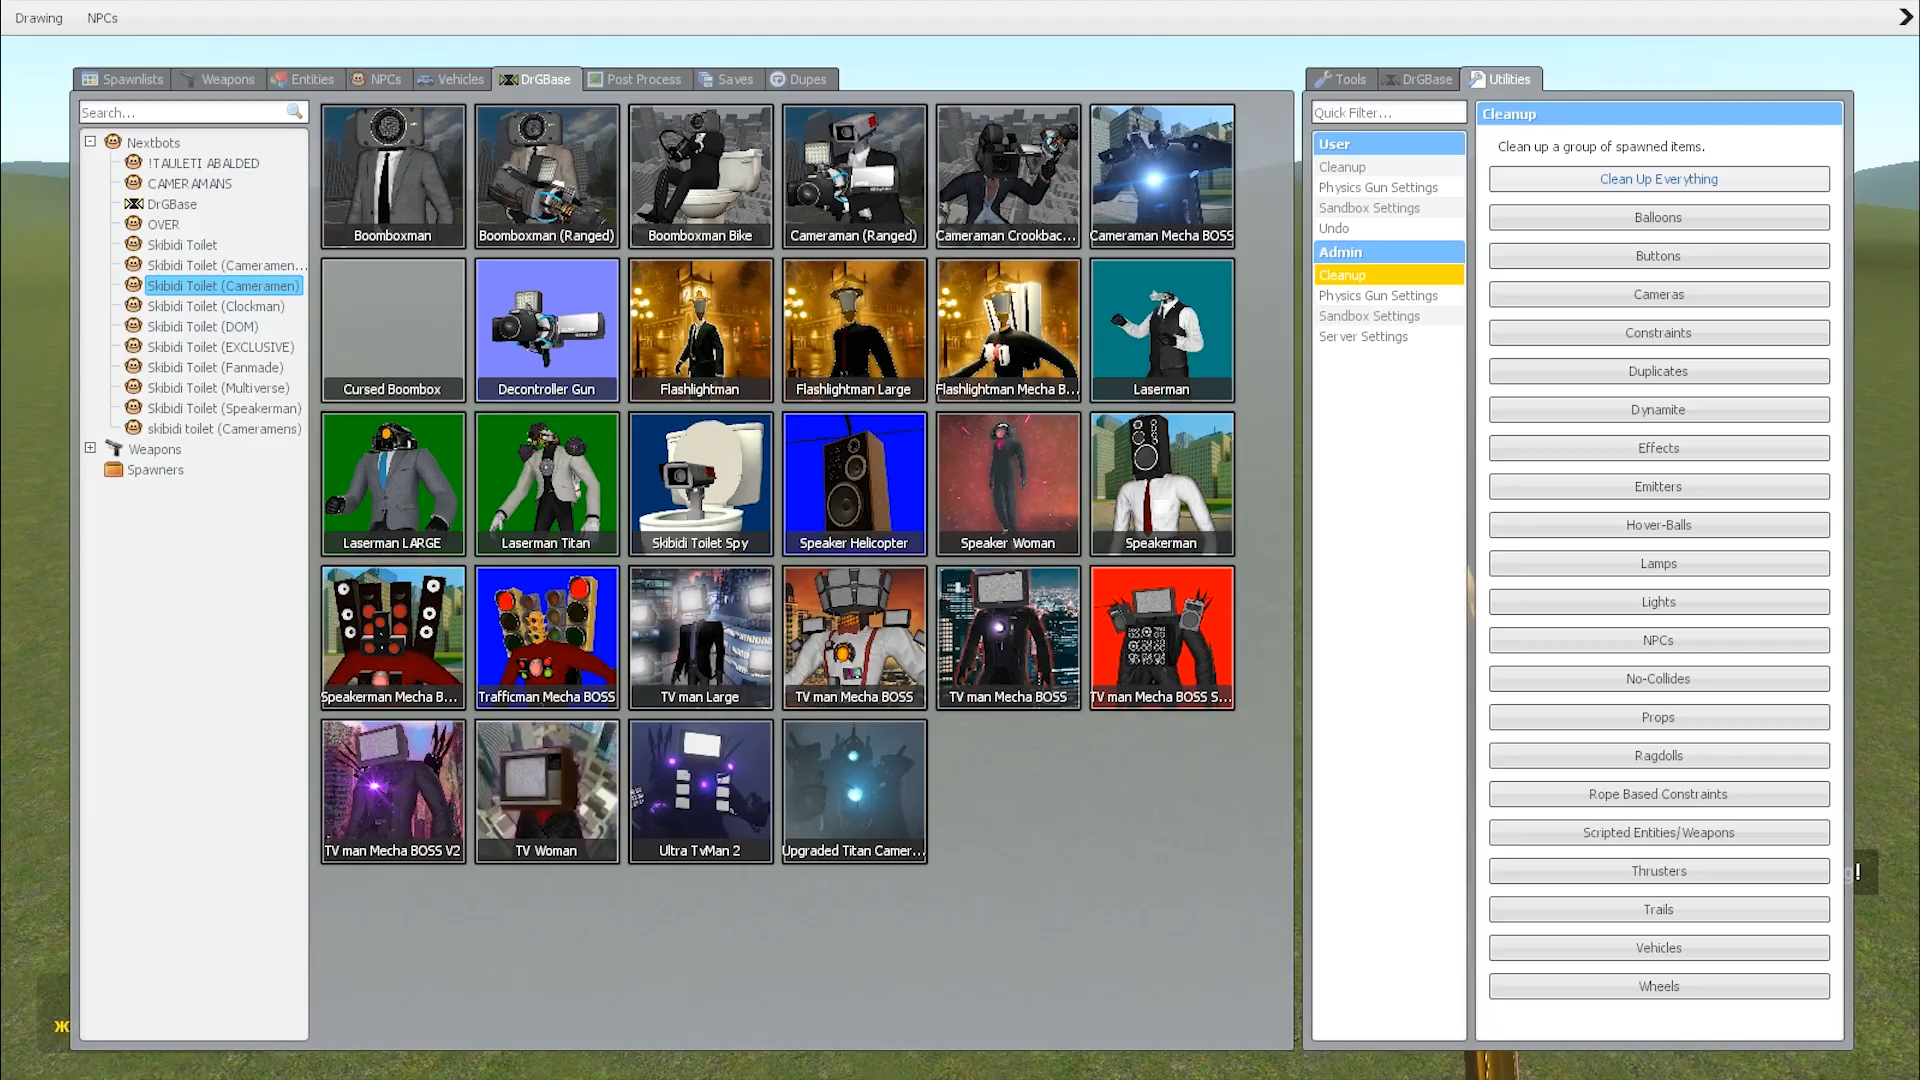 Drawing NPCs
Spawnlists Weapons Entities NPCs Vehicles DrGBase Post Process Saves Dupes
Search...
Nextbots
!TAULETI ABALDED
CAMERAMANS
DrGBase
OVER
Skibidi Toilet
Skibidi Toilet (Cameramen...
Skibidi Toilet (Cameramen)
Skibidi Toilet (Clockman)
Skibidi Toilet (DOM)
Skibidi Toilet (EXCLUSIVE)
Skibidi Toilet (Fanmade)
Skibidi Toilet (Multiverse)
Skibidi Toilet (Speakerman)
skibidi toilet (Cameramens)
Weapons
Spawners
Boomboxman
Boomboxman (Ranged)
Boomboxman Bike
Cameraman (Ranged)
Cameraman Crookbac...
Cameraman Mecha BOSS
Cursed Boombox
Decontroller Gun
Flashlightman
Flashlightman Large
Flashlightman Mecha B...
Laserman
Laserman LARGE
Laserman Titan
Skibidi Toilet Spy
Speaker Helicopter
Speaker Woman
Speakerman
Speakerman Mecha B...
Trafficman Mecha BOSS
TV man Large
TV man Mecha BOSS
TV man Mecha BOSS
TV man Mecha BOSS S...
TV man Mecha BOSS V2
TV Woman
Ultra TvMan 2
Upgraded Titan Camer...
Tools DrGBase Utilities
Quick Filter...
User
Cleanup
Physics Gun Settings
Sandbox Settings
Undo
Admin
Cleanup
Physics Gun Settings
Sandbox Settings
Server Settings
Cleanup
Clean up a group of spawned items.
Clean Up Everything
Balloons
Buttons
Cameras
Constraints
Duplicates
Dynamite
Effects
Emitters
Hover-Balls
Lamps
Lights
NPCs
No-Collides
Props
Ragdolls
Rope Based Constraints
Scripted Entities/Weapons
Thrusters
Trails
Vehicles
Wheels
g!
Ж